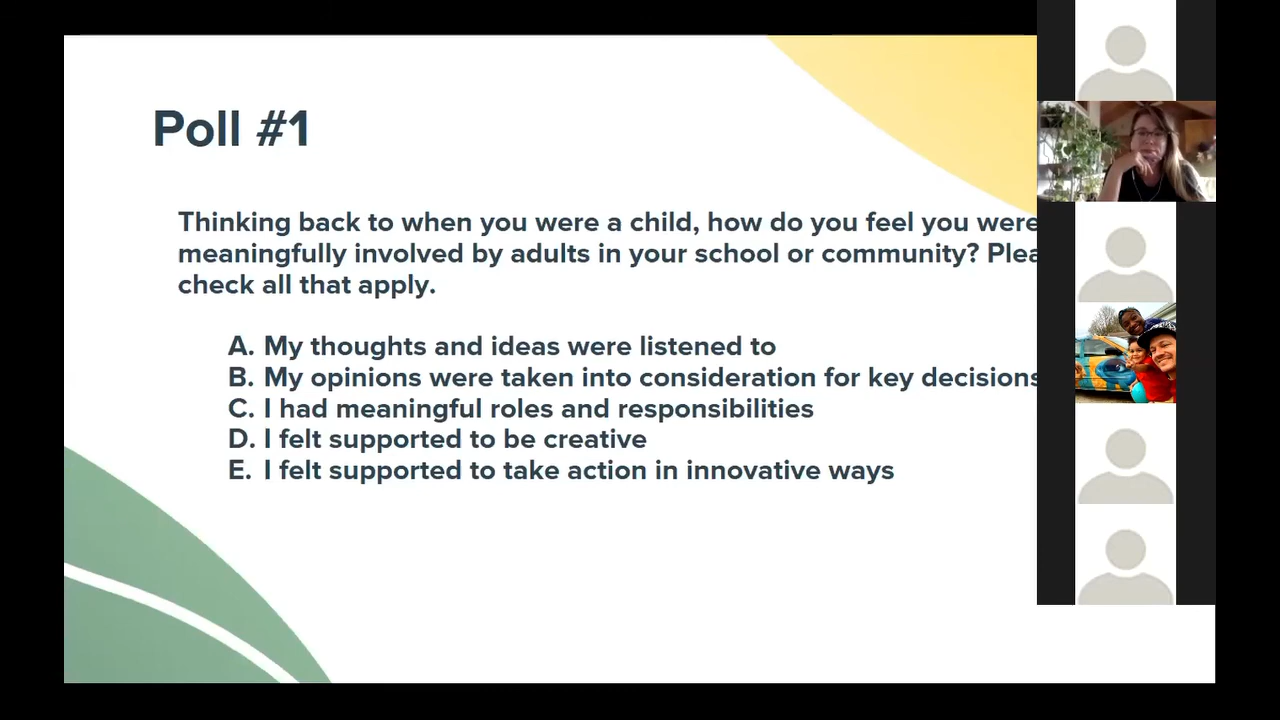 Poll #1
Thinking back to when you were a child, how do you feel you were
meaningfully involved by adults in your school or community? Plea
check all that apply.
A. My thoughts and ideas were listened to
B. My opinions were taken into consideration for key decisions
C. I had meaningful roles and responsibilities
D. I felt supported to be creative
E. I felt supported to take action in innovative ways